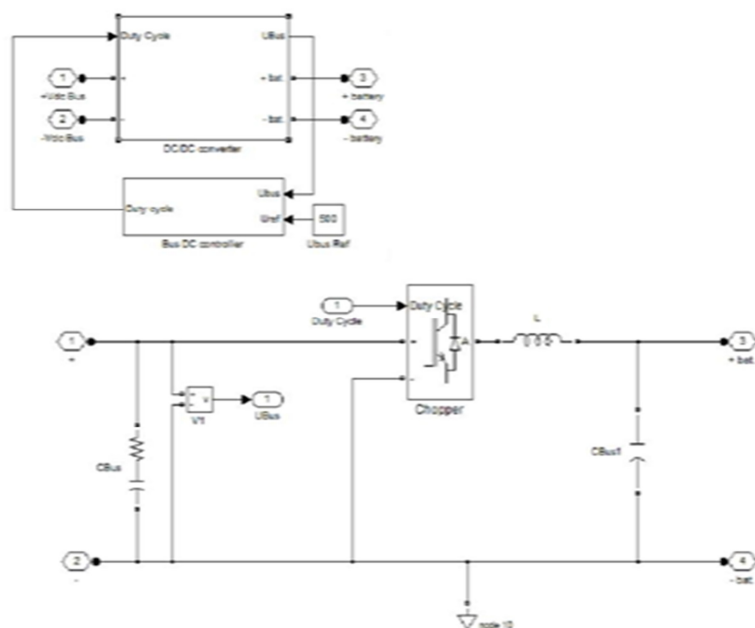 Duty Cycle
UBus
1
+
+ bat.
3
+Vdc Bus
+ battery
2
-
- bat.
4
-Vdc Bus
- battery
DC/DC converter
Ubus
Duty cycle
Uref
500
Bus DC controller
Ubus Ref
1
Duty Cycle
Duty Cycle
L
1
+
+
A
3
+ bat.
+
-
v
1
-
V1
UBus
Chopper
CBus
CBus1
2
-
4
- bat.
node 10